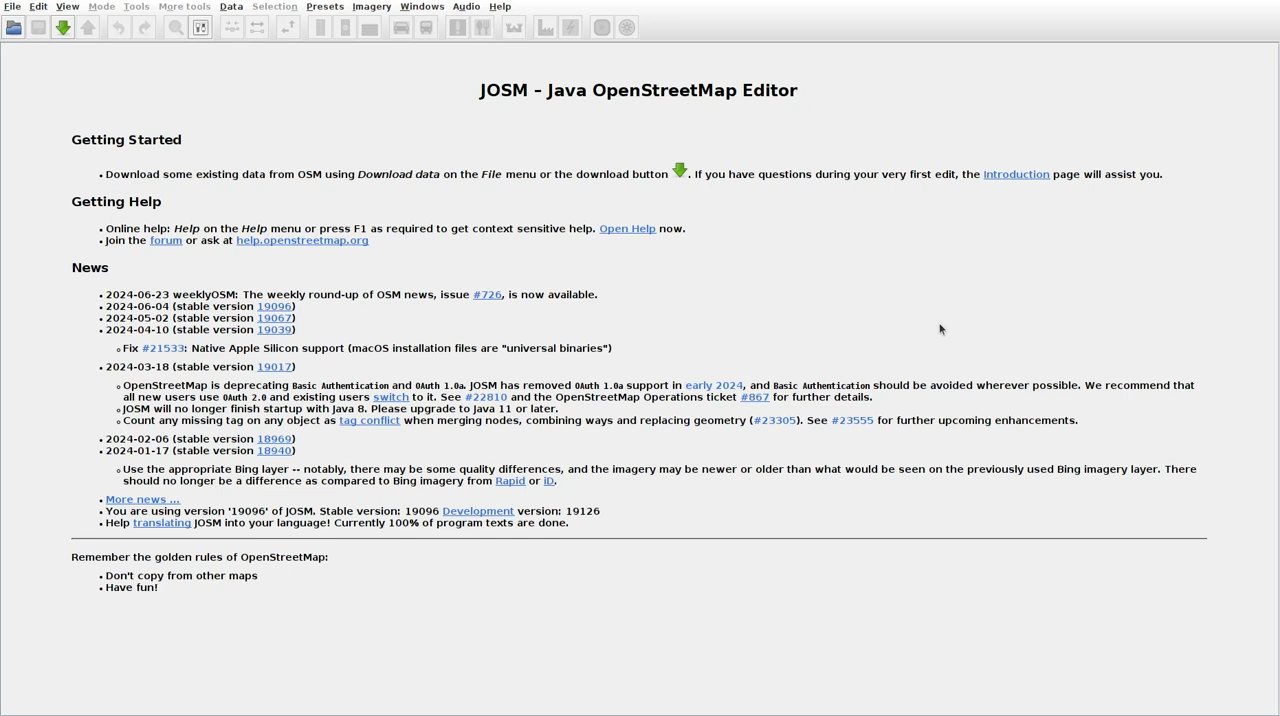 File Edit View Mode Tools More tools Data Selection Presets Imagery Windows Audio Help
JOSM – Java OpenStreetMap Editor
Getting Started
• Download some existing data from OSM using Download data on the File menu or the download button . If you have questions during your very first edit, the Introduction page will assist you.
Getting Help
• Online help: Help on the Help menu or press F1 as required to get context sensitive help. Open Help now.
• Join the forum or ask at help.openstreetmap.org
News
• 2024-06-23 weeklyOSM: The weekly round-up of OSM news, issue #726, is now available.
• 2024-06-04 (stable version 19096)
• 2024-05-02 (stable version 19067)
• 2024-04-10 (stable version 19039)
◦ Fix #21533: Native Apple Silicon support (macOS installation files are "universal binaries")
• 2024-03-18 (stable version 19017)
◦ OpenStreetMap is deprecating Basic Authentication and OAuth 1.0a. JOSM has removed OAuth 1.0a support in early 2024, and Basic Authentication should be avoided wherever possible. We recommend that
all new users use OAuth 2.0 and existing users switch to it. See #22810 and the OpenStreetMap Operations ticket #867 for further details.
◦ JOSM will no longer finish startup with Java 8. Please upgrade to Java 11 or later.
◦ Count any missing tag on any object as tag conflict when merging nodes, combining ways and replacing geometry (#23305). See #23555 for further upcoming enhancements.
• 2024-02-06 (stable version 18969)
• 2024-01-17 (stable version 18940)
◦ Use the appropriate Bing layer -- notably, there may be some quality differences, and the imagery may be newer or older than what would be seen on the previously used Bing imagery layer. There
should no longer be a difference as compared to Bing imagery from Rapid or iD.
• More news ...
• You are using version '19096' of JOSM. Stable version: 19096 Development version: 19126
• Help translating JOSM into your language! Currently 100% of program texts are done.
Remember the golden rules of OpenStreetMap:
• Don't copy from other maps
• Have fun!